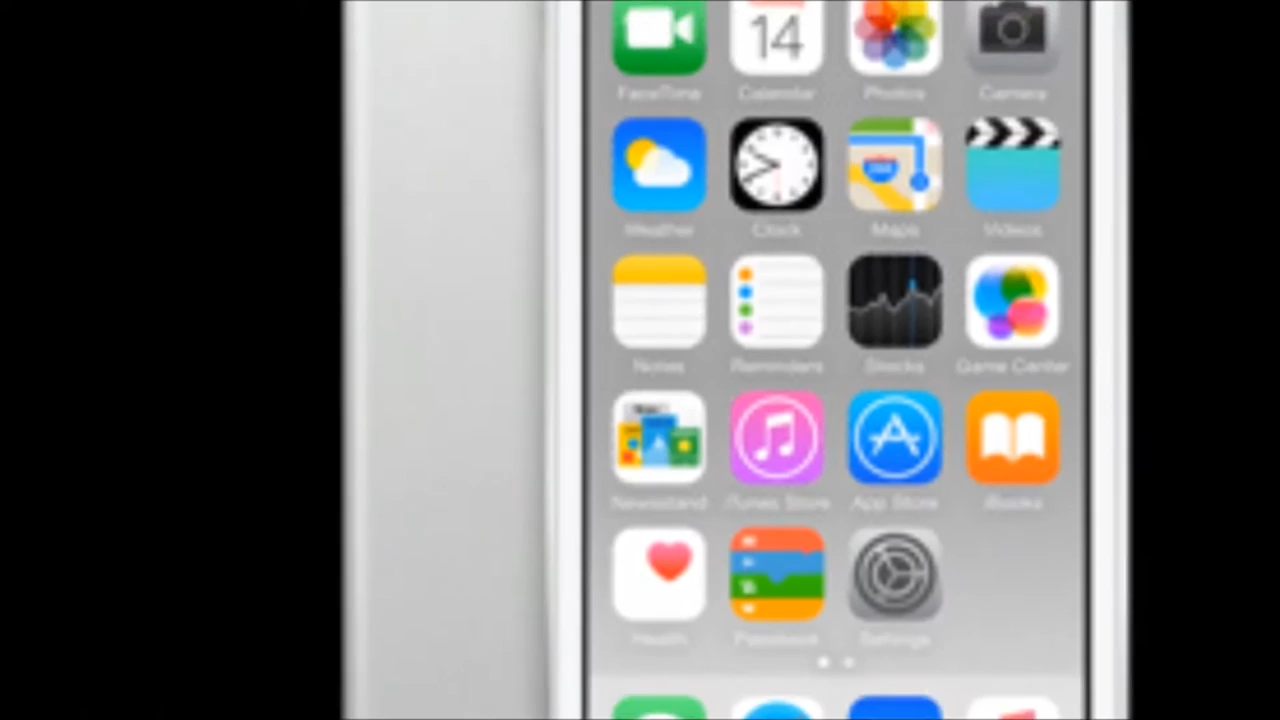 14
FaceTime Calendar Photos Camera
Weather Clock Maps Videos
Notes Reminders Stocks Game Center
Newsstand iTunes Store App Store iBooks
Health Passbook Settings